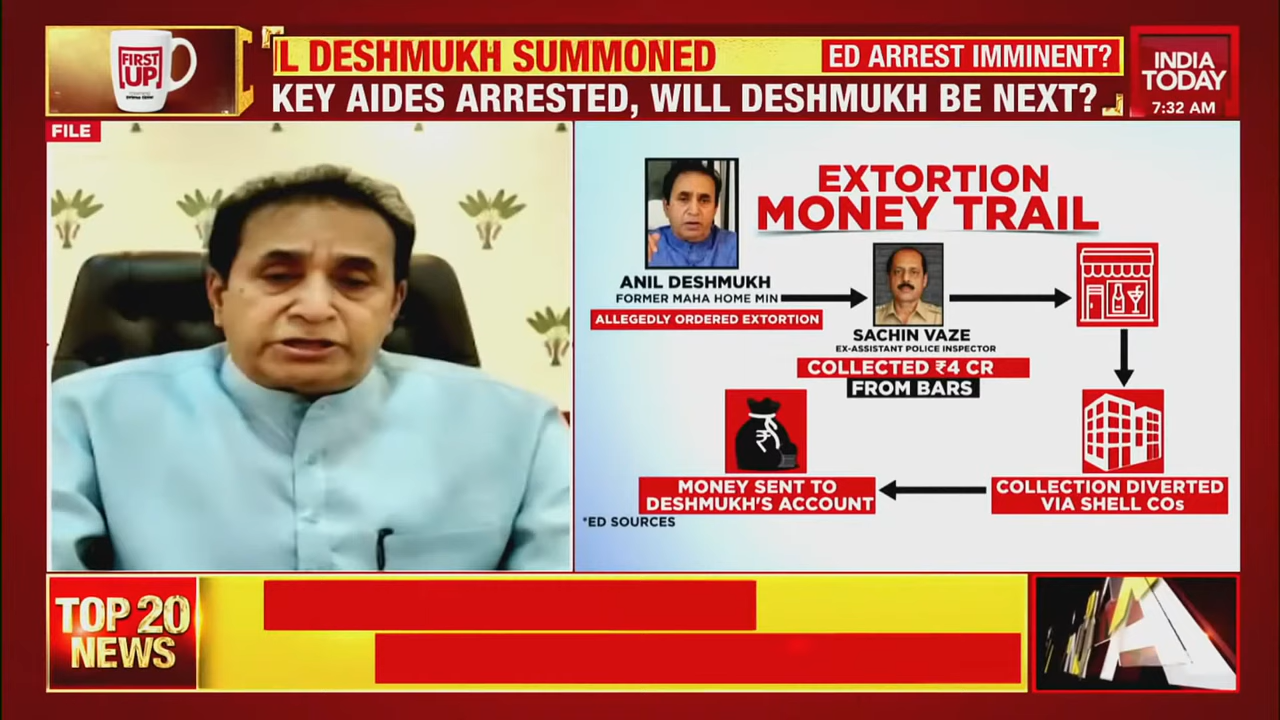 FIRST
UP!
IL DESHMUKH SUMMONED
ED ARREST IMMINENT?
KEY AIDES ARRESTED, WILL DESHMUKH BE NEXT?
INDIA
TODAY
7:32 AM
FILE
EXTORTION
MONEY TRAIL
ANIL DESHMUKH
FORMER MAHA HOME MIN
ALLEGEDLY ORDERED EXTORTION
SACHIN VAZE
EX-ASSISTANT POLICE INSPECTOR
COLLECTED ₹4 CR
FROM BARS
₹
MONEY SENT TO
DESHMUKH'S ACCOUNT
COLLECTION DIVERTED
VIA SHELL COs
*ED SOURCES
TOP 20
NEWS